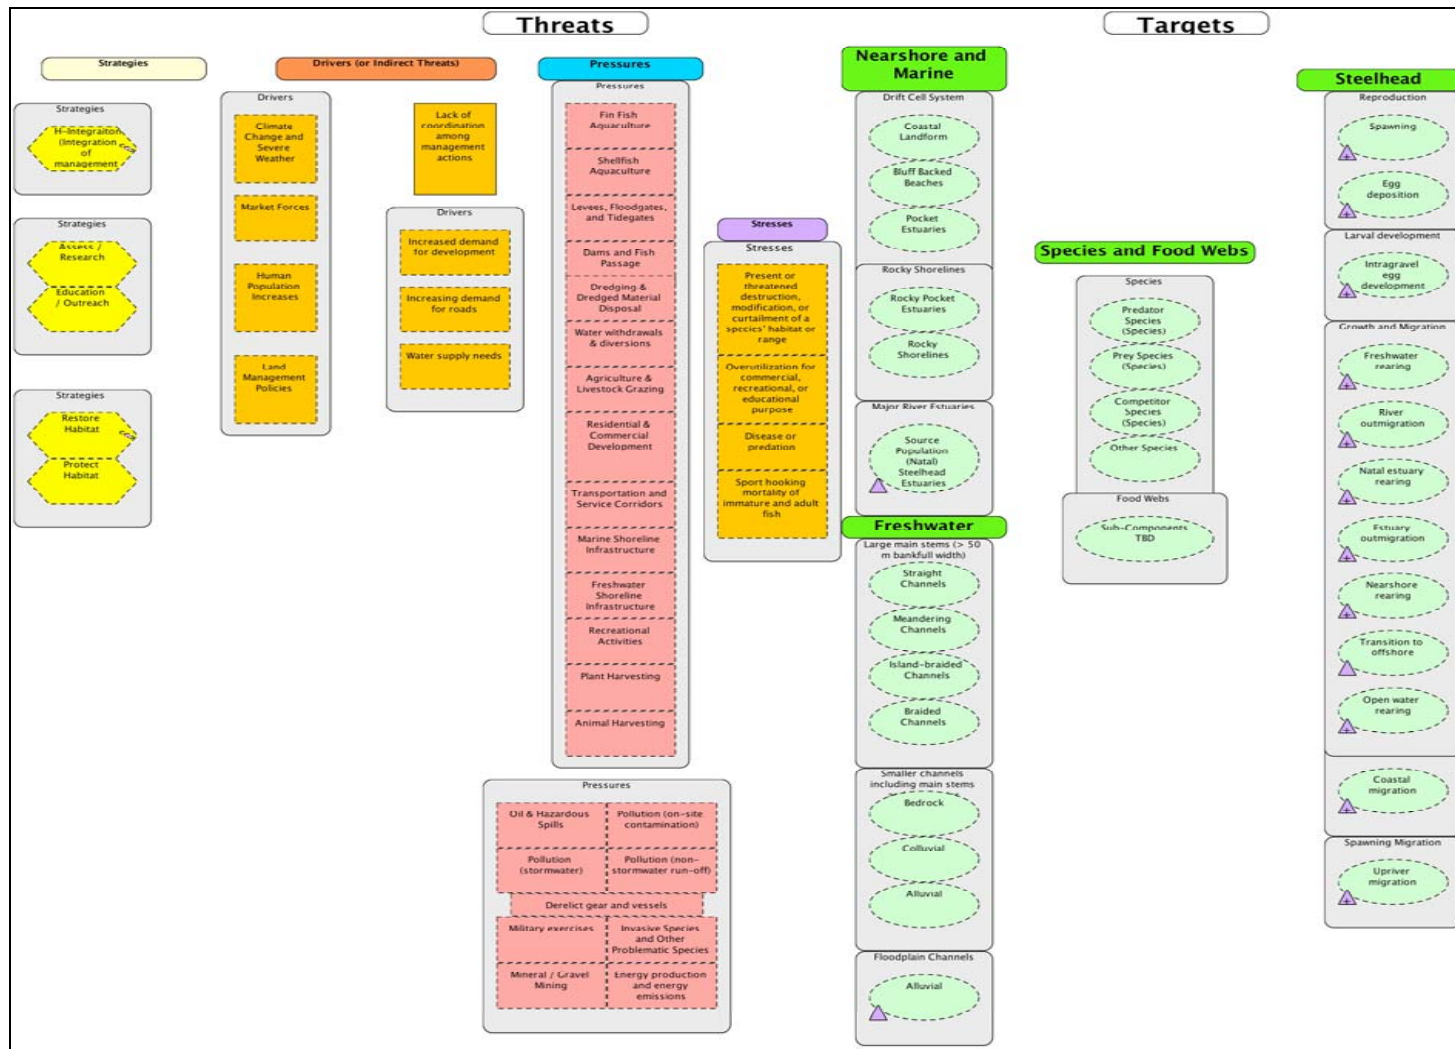 Threats
Targets
Strategies
Drivers (or Indirect Threats)
Pressures
Nearshore and
Marine
Steelhead
Strategies
H-Integraiton
(Integration
of
management
Strategies
Assess /
Research
Education
/ Outreach
Strategies
Restore
Habitat
Protect
Habitat
Drivers
Climate
Change and
Severe
Weather
Market Forces
Human
Population
Increases
Land
Management
Policies
Lack of
coordination
among
management
actions
Drivers
Increased demand
for development
Increasing demand
for roads
Water supply needs
Pressures
Fin Fish
Aquaculture
Shellfish
Aquaculture
Levees, Floodgates,
and Tidegates
Dams and Fish
Passage
Dredging &
Dredged Material
Disposal
Water withdrawals
& diversions
Agriculture &
Livestock Grazing
Residential &
Commercial
Development
Transportation and
Service Corridors
Marine Shoreline
Infrastructure
Freshwater
Shoreline
Infrastructure
Recreational
Activities
Plant Harvesting
Animal Harvesting
Pressures
Oil & Hazardous
Spills
Pollution (on-site
contamination)
Pollution
(stormwater)
Pollution (non-
stormwater run-off)
Derelict gear and vessels
Military exercises
Invasive Species
and Other
Problematic Species
Mineral / Gravel
Mining
Energy production
and energy
emissions
Stresses
Stresses
Present or
threatened
destruction,
modification, or
curtailment of a
species' habitat or
range
Overutilization for
commercial,
recreational, or
educational
purpose
Disease or
predation
Sport hooking
mortality of
immature and adult
fish
Drift Cell System
Coastal
Landform
Bluff Backed
Beaches
Pocket
Estuaries
Rocky Shorelines
Rocky Pocket
Estuaries
Rocky
Shorelines
Major River Estuaries
Source
Population
(Natal)
Steelhead
Estuaries
Freshwater
Large main stems (> 50
m bankfull width)
Straight
Channels
Meandering
Channels
Island-braided
Channels
Braided
Channels
Smaller channels
including main stems
Bedrock
Colluvial
Alluvial
Floodplain Channels
Alluvial
Species and Food Webs
Species
Predator
Species
(Species)
Prey Species
(Species)
Competitor
Species
(Species)
Other Species
Food Webs
Sub-Components
TBD
Reproduction
Spawning
Egg
deposition
Larval development
Intragravel
egg
development
Growth and Migration
Freshwater
rearing
River
outmigration
Natal estuary
rearing
Estuary
outmigration
Nearshore
rearing
Transition to
offshore
Open water
rearing
Coastal
migration
Spawning Migration
Upriver
migration